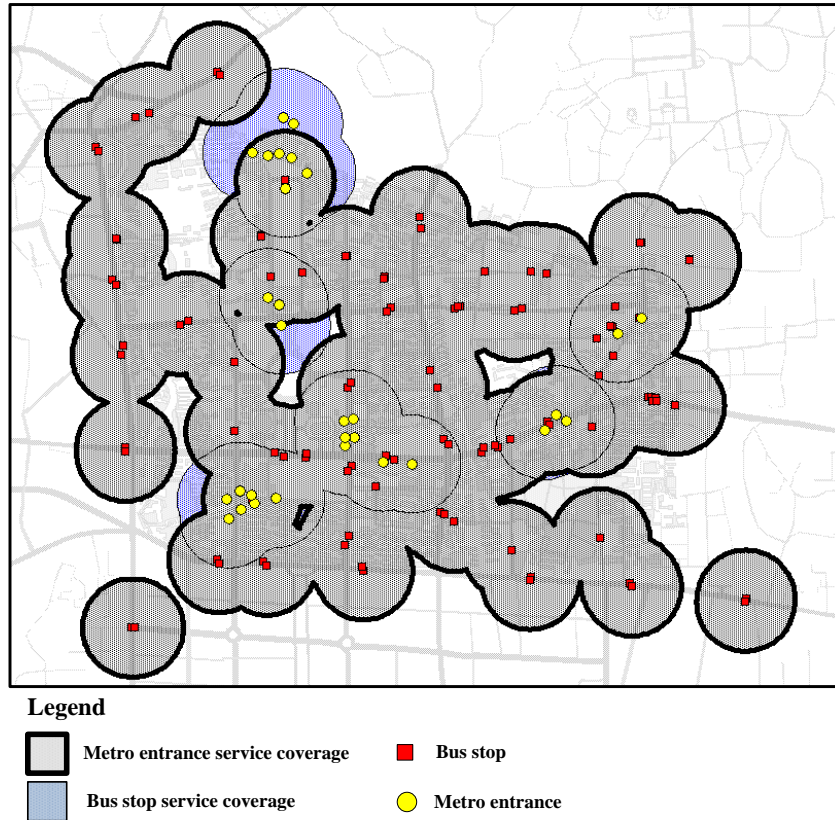 Legend
Metro entrance service coverage
Bus stop
Bus stop service coverage
Metro entrance